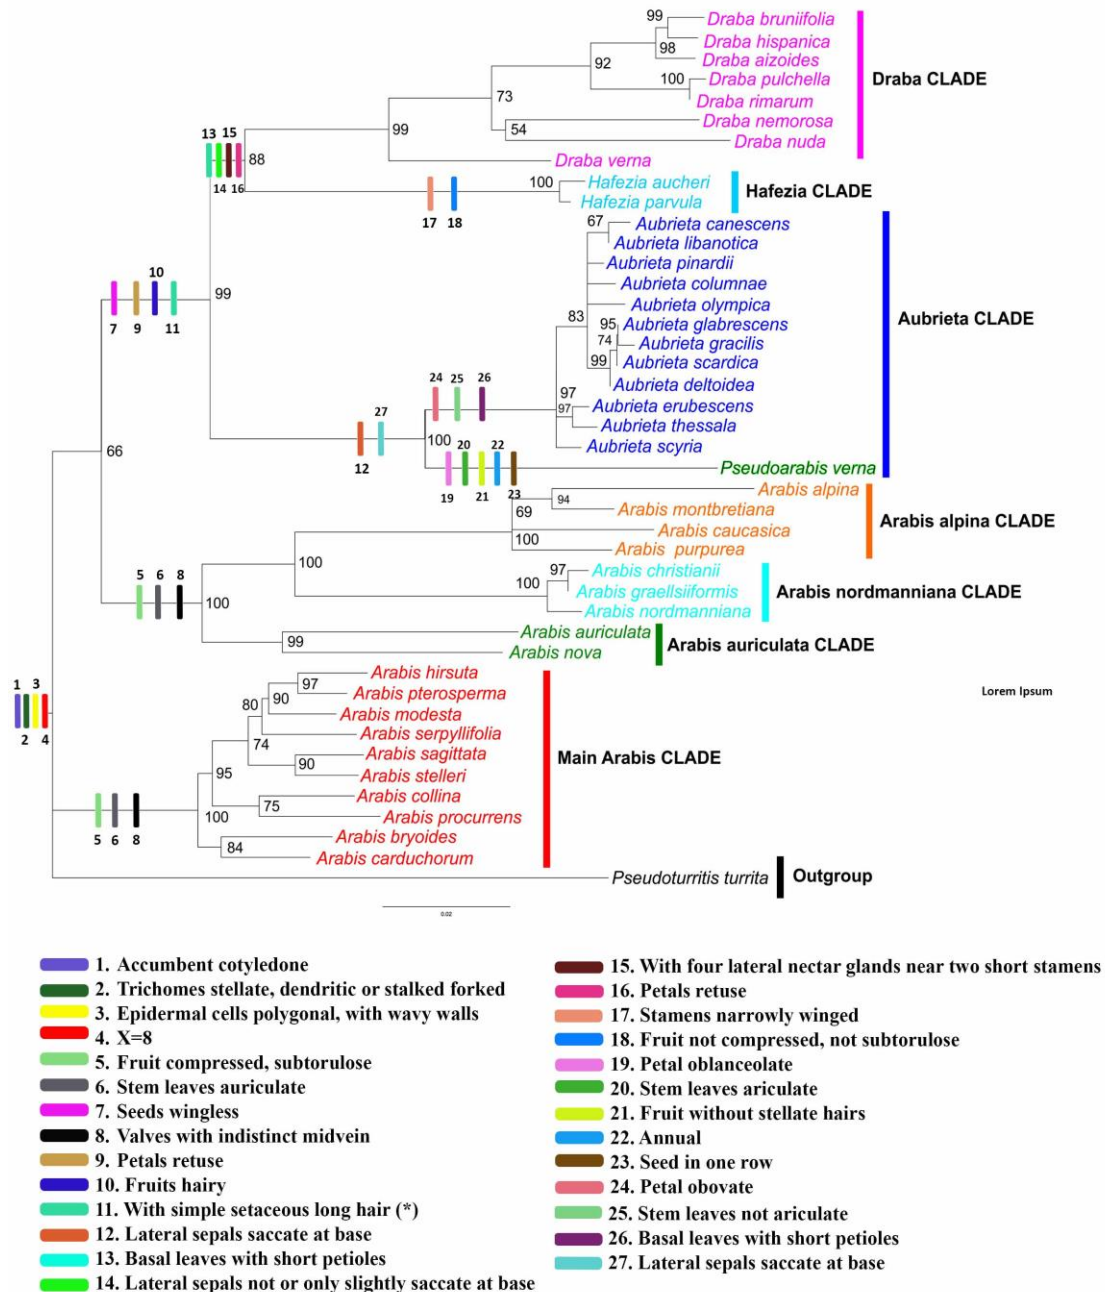 99
Draba bruniifolia
Draba hispanica
98
Draba aizoides
92
100
Draba pulchella
Draba CLADE
73
Draba rimarum
99
Draba nemorosa
54
Draba nuda
13 15
88
14 16
Draba verna
100
Hafezia aucheri
Hafezia CLADE
Hafezia parvula
17 18
67
Aubrieta canescens
Aubrieta libanotica
Aubrieta pinardii
10
Aubrieta columnae
99
Aubrieta olympica
83
7 9 11
95
Aubrieta glabrescens
Aubrieta CLADE
74
Aubrieta gracilis
99
Aubrieta scardica
24 25 26
Aubrieta deltoidea
97
97
Aubrieta erubescens
27
Aubrieta thessala
100
20 22
Aubrieta scyria
66
12
Pseudoarabis verna
19 21 23
Arabis alpina
94
69
Arabis montbretiana
Arabis alpina CLADE
Arabis caucasica
100
100
Arabis purpurea
5 6 8
97
Arabis christianii
100
Arabis graellsiiformis
Arabis nordmanniana CLADE
100
Arabis nordmanniana
99
Arabis auriculata
Arabis auriculata CLADE
Arabis nova
Arabis hirsuta
1 3
97
90
Arabis pterosperma
Lorem Ipsum
80
Arabis modesta
2 4
74
Arabis serpyllifolia
Arabis sagittata
Main Arabis CLADE
95
90
Arabis stelleri
Arabis collina
75
100
Arabis procurrens
5 6 8
Arabis bryoides
84
Arabis carduchorum
Pseudoturritis turrita
Outgroup
0.02
1. Accumbent cotyledone
2. Trichomes stellate, dendritic or stalked forked
3. Epidermal cells polygonal, with wavy walls
4. X=8
5. Fruit compressed, subtorulose
6. Stem leaves auriculate
7. Seeds wingless
8. Valves with indistinct midvein
9. Petals retuse
10. Fruits hairy
11. With simple setaceous long hair (*)
12. Lateral sepals saccate at base
13. Basal leaves with short petioles
14. Lateral sepals not or only slightly saccate at base
15. With four lateral nectar glands near two short stamens
16. Petals retuse
17. Stamens narrowly winged
18. Fruit not compressed, not subtorulose
19. Petal oblanceolate
20. Stem leaves ariculate
21. Fruit without stellate hairs
22. Annual
23. Seed in one row
24. Petal obovate
25. Stem leaves not ariculate
26. Basal leaves with short petioles
27. Lateral sepals saccate at base